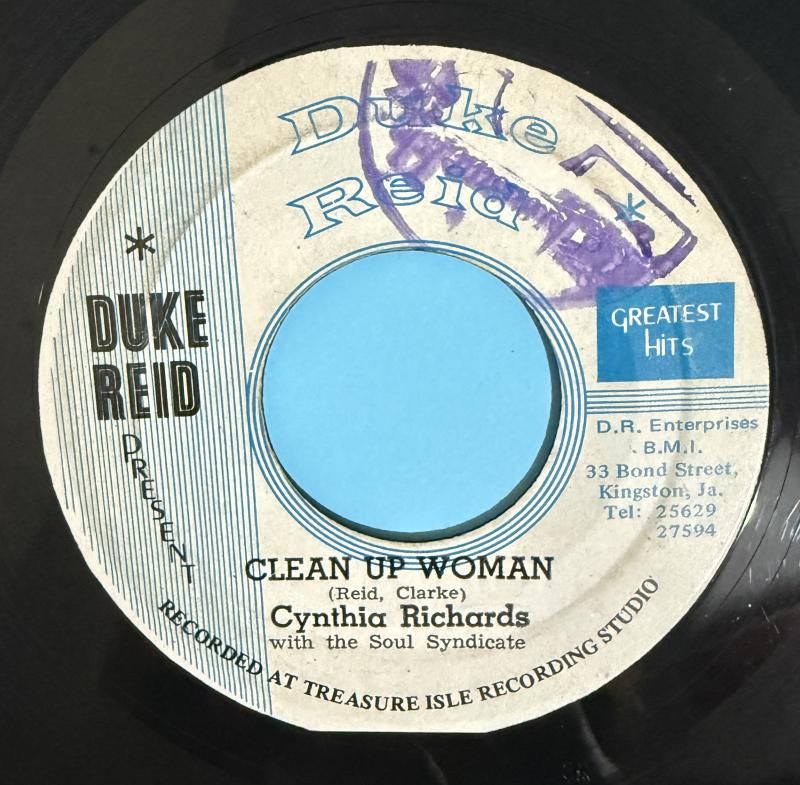 Duke
Reid
*
DUKE
REID
PRESENT
GREATEST
HITS
D.R. Enterprises
B.M.I.
33 Bond Street,
Kingston, Ja.
Tel: 25629
27594
CLEAN UP WOMAN
(Reid, Clarke)
Cynthia Richards
with the Soul Syndicate
RECORDED AT TREASURE ISLE RECORDING STUDIO